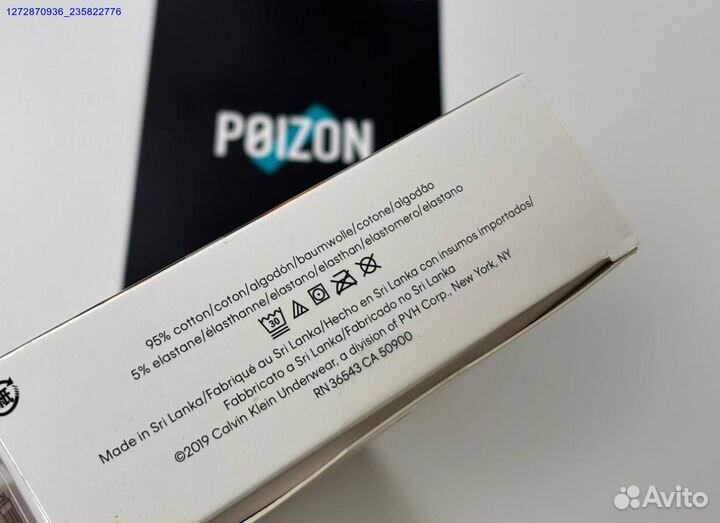 1272870936_235822776
POIZON
95% cotton/coton/algodón/baumwolle/cotone/algodão
5% elastane/élasthanne/elastano/elasthan/elastomero/elastano
30
Made in Sri Lanka/Fabriqué au Sri Lanka/Hecho en Sri Lanka con insumos importados/
Fabbricato a Sri Lanka/Fabricado no Sri Lanka
©2019 Calvin Klein Underwear, a division of PVH Corp., New York, NY
RN 36543 CA 50900
紙
Avito